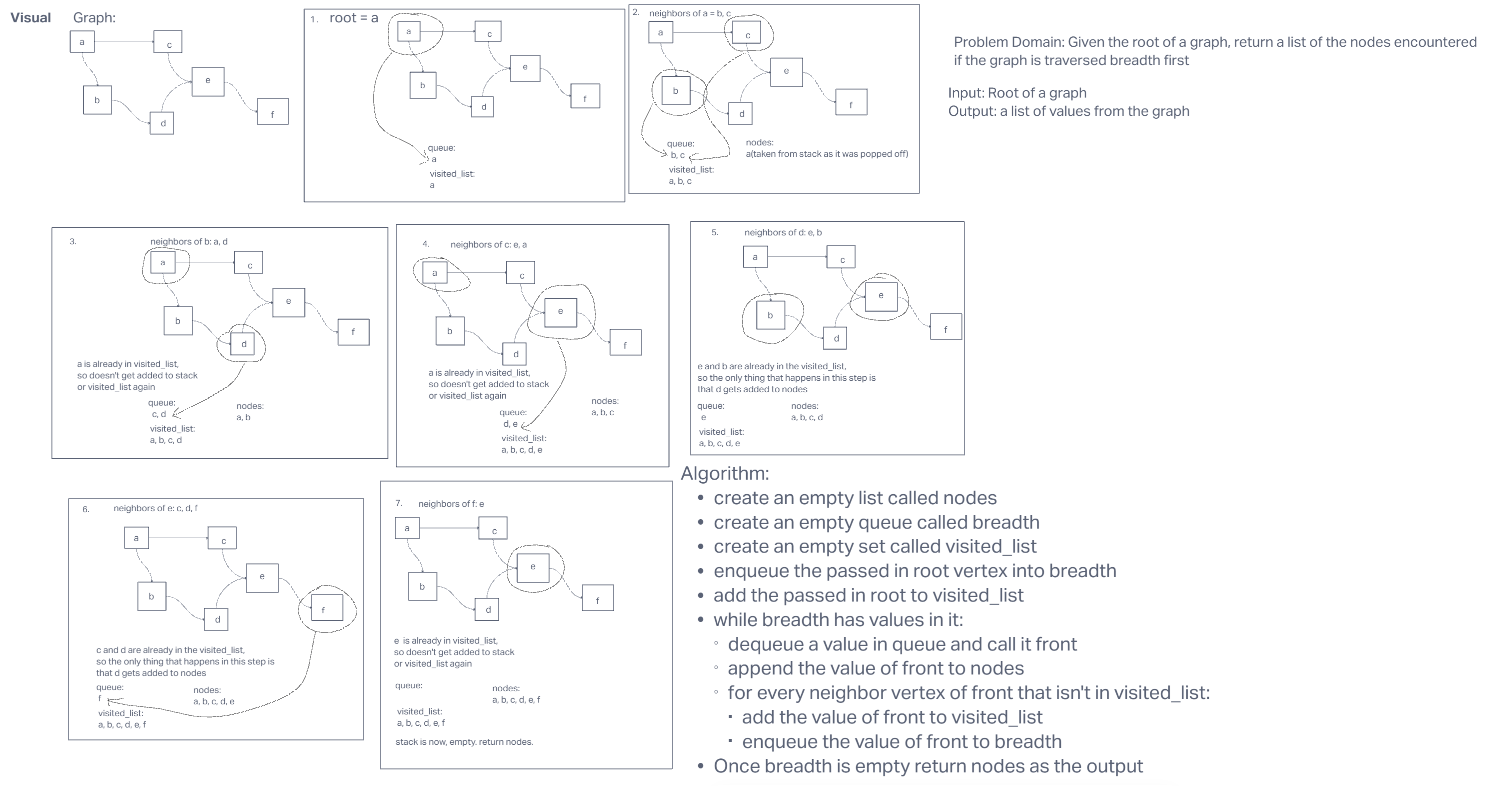 Visual
Graph:
a
c
b
e
d
f
1. root = a
a
c
b
e
d
f
queue:
a
visited_list:
a
2. neighbors of a = b, c
a
c
b
e
d
f
queue:
b, c
visited_list:
a, b, c
nodes:
a(taken from stack as it was popped off)
Problem Domain: Given the root of a graph, return a list of the nodes encountered
if the graph is traversed breadth first
Input: Root of a graph
Output: a list of values from the graph
3. neighbors of b: a, d
a
c
b
e
d
f
a is already in visited_list,
so doesn't get added to stack
or visited_list again
queue:
c, d
visited_list:
a, b, c, d
nodes:
a, b
4. neighbors of c: e, a
a
c
b
e
d
f
a is already in visited_list,
so doesn't get added to stack
or visited_list again
queue:
d, e
visited_list:
a, b, c, d, e
nodes:
a, b, c
5. neighbors of d: e, b
a
c
b
e
d
f
e and b are already in the visited_list,
so the only thing that happens in this step is
that d gets added to nodes
queue:
e
visited_list:
a, b, c, d, e
nodes:
a, b, c, d
6. neighbors of e: c, d, f
a
c
b
e
d
f
c and d are already in the visited_list,
so the only thing that happens in this step is
that d gets added to nodes
queue:
f
visited_list:
a, b, c, d, e, f
nodes:
a, b, c, d, e
7. neighbors of f: e
a
c
b
e
d
f
e is already in visited_list,
so doesn't get added to stack
or visited_list again
queue:
visited_list:
a, b, c, d, e, f
nodes:
a, b, c, d, e, f
stack is now, empty. return nodes.
Algorithm:
• create an empty list called nodes
• create an empty queue called breadth
• create an empty set called visited_list
• enqueue the passed in root vertex into breadth
• add the passed in root to visited_list
• while breadth has values in it:
◦ dequeue a value in queue and call it front
◦ append the value of front to nodes
◦ for every neighbor vertex of front that isn't in visited_list:
▪ add the value of front to visited_list
▪ enqueue the value of front to breadth
• Once breadth is empty return nodes as the output